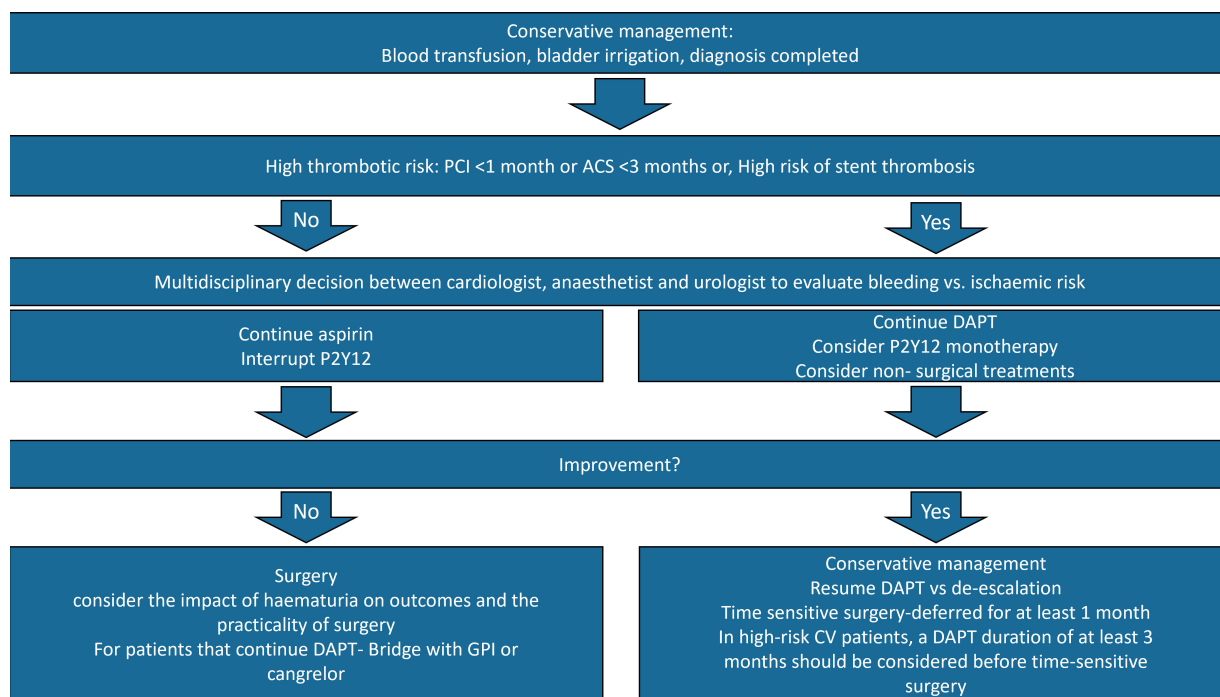 Conservative management:
Blood transfusion, bladder irrigation, diagnosis completed
High thrombotic risk: PCI <1 month or ACS <3 months or, High risk of stent thrombosis
No
Yes
Multidisciplinary decision between cardiologist, anaesthetist and urologist to evaluate bleeding vs. ischaemic risk
Continue aspirin
Interrupt P2Y12
Continue DAPT
Consider P2Y12 monotherapy
Consider non- surgical treatments
Improvement?
No
Yes
Surgery
consider the impact of haematuria on outcomes and the
practicality of surgery
For patients that continue DAPT- Bridge with GPI or
cangrelor
Conservative management
Resume DAPT vs de-escalation
Time sensitive surgery-deferred for at least 1 month
In high-risk CV patients, a DAPT duration of at least 3
months should be considered before time-sensitive
surgery